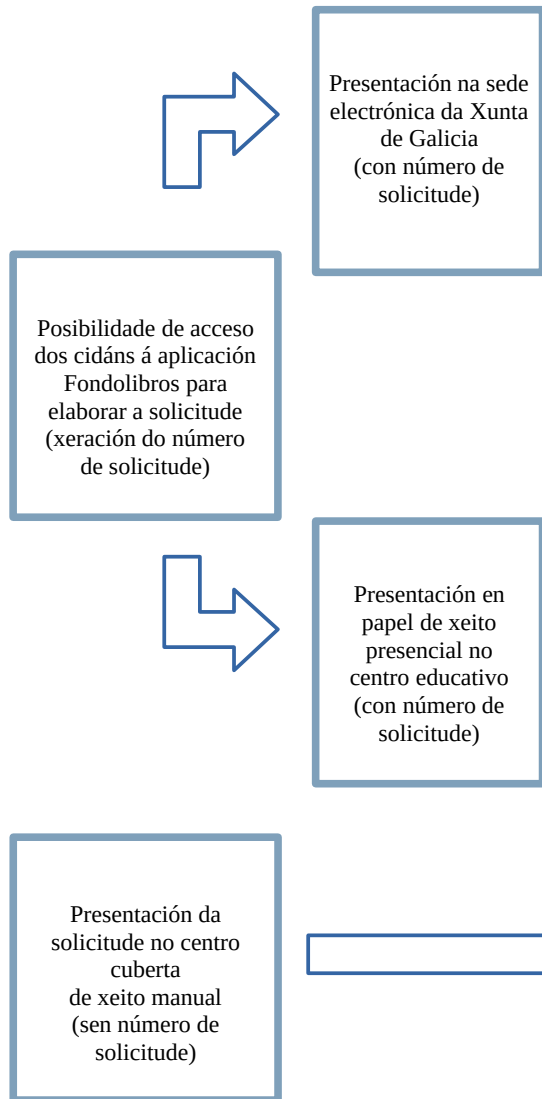 Presentación na sede
electrónica da Xunta
de Galicia
(con número de
solicitude)
Posibilidade de acceso
dos cidáns á aplicación
Fondolibros para
elaborar a solicitude
(xeración do número
de solicitude)
Presentación en
papel de xeito
presencial no
centro educativo
(con número de
solicitude)
Presentación da
solicitude no centro
cuberta
de xeito manual
(sen número de
solicitude)